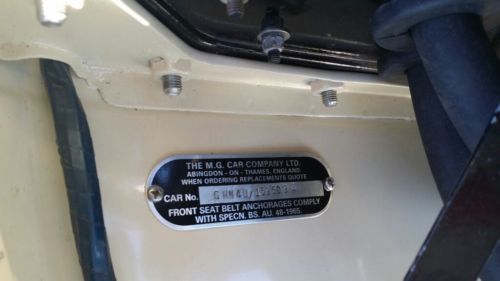 THE M.G. CAR COMPANY LTD.
ABINGDON - ON - THAMES. ENGLAND.
WHEN ORDERING REPLACEMENTS QUOTE
CAR No.
FRONT SEAT BELT ANCHORAGES COMPLY
WITH SPECN. BS. AU. 48-1965.